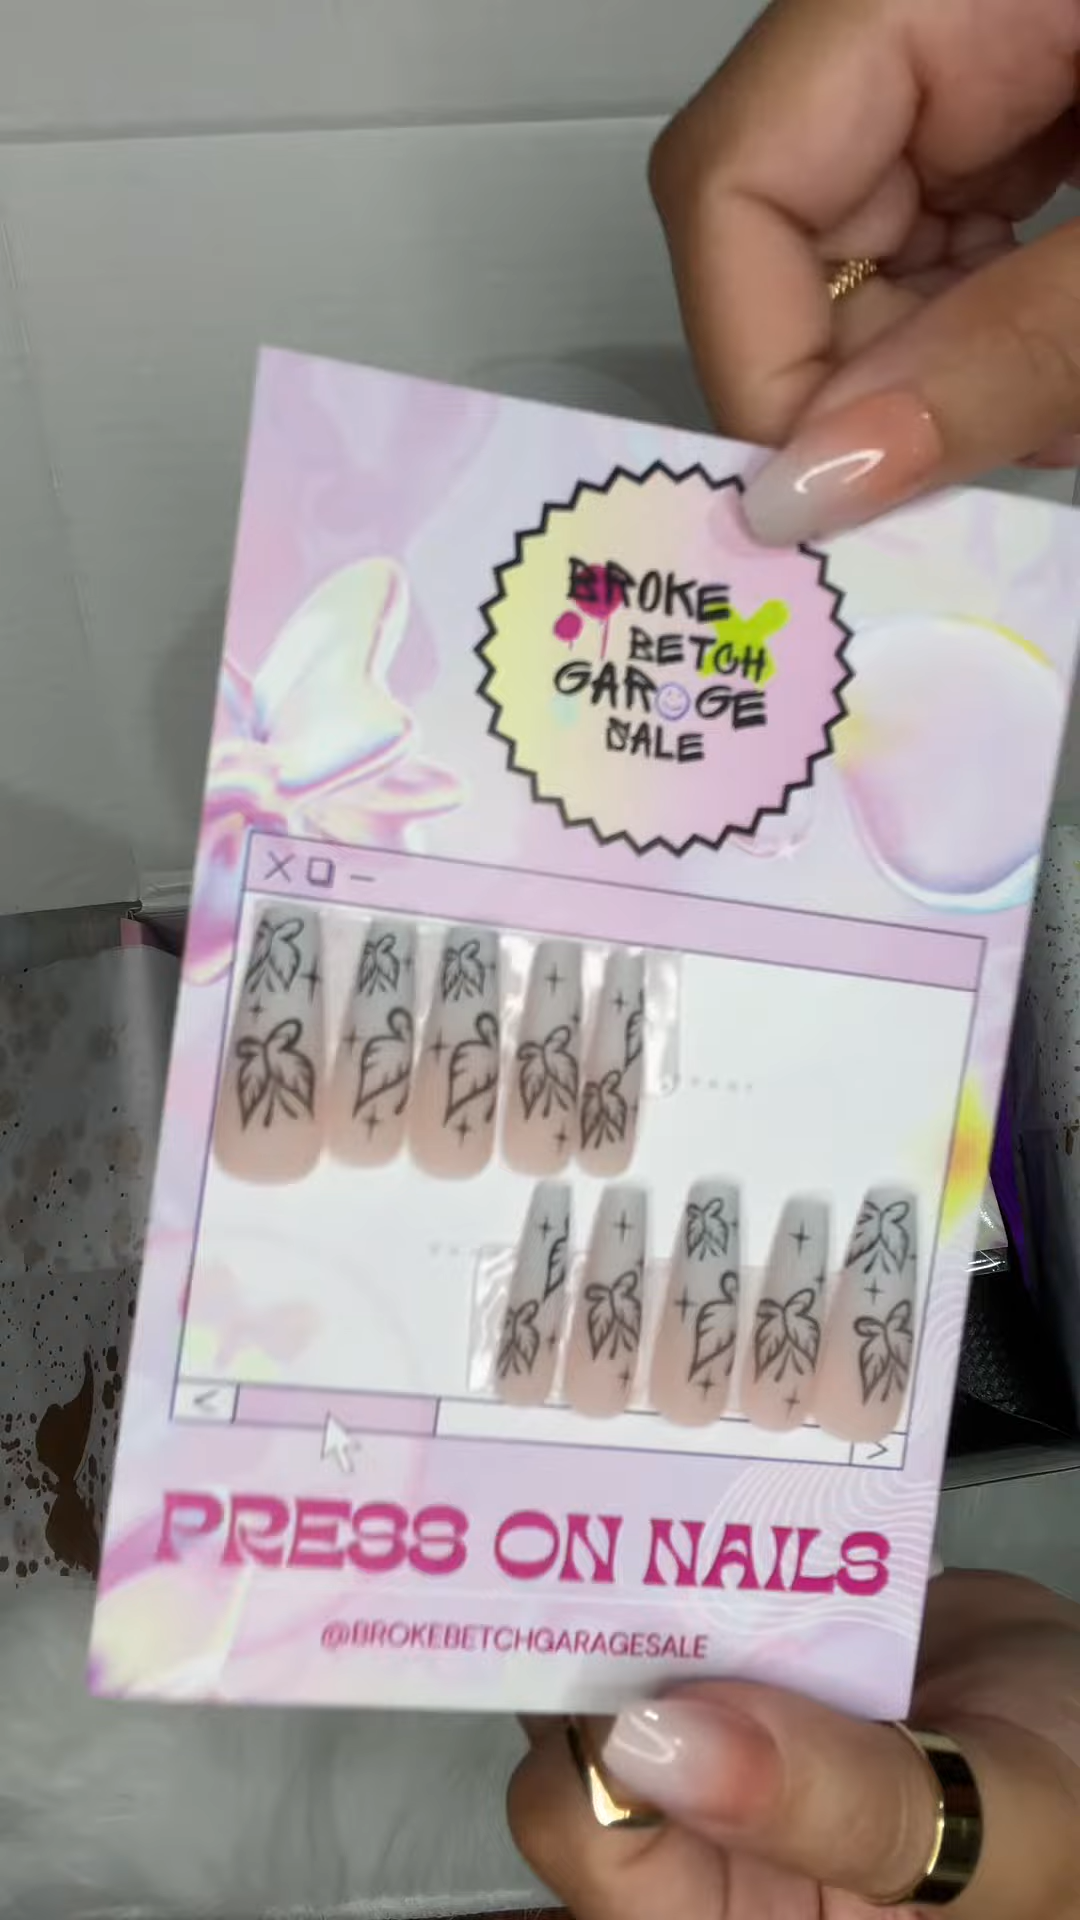 BROKE
BETCH
GARAGE
SALE
PRESS ON NAILS
@BROKEBETCHGARAGESALE